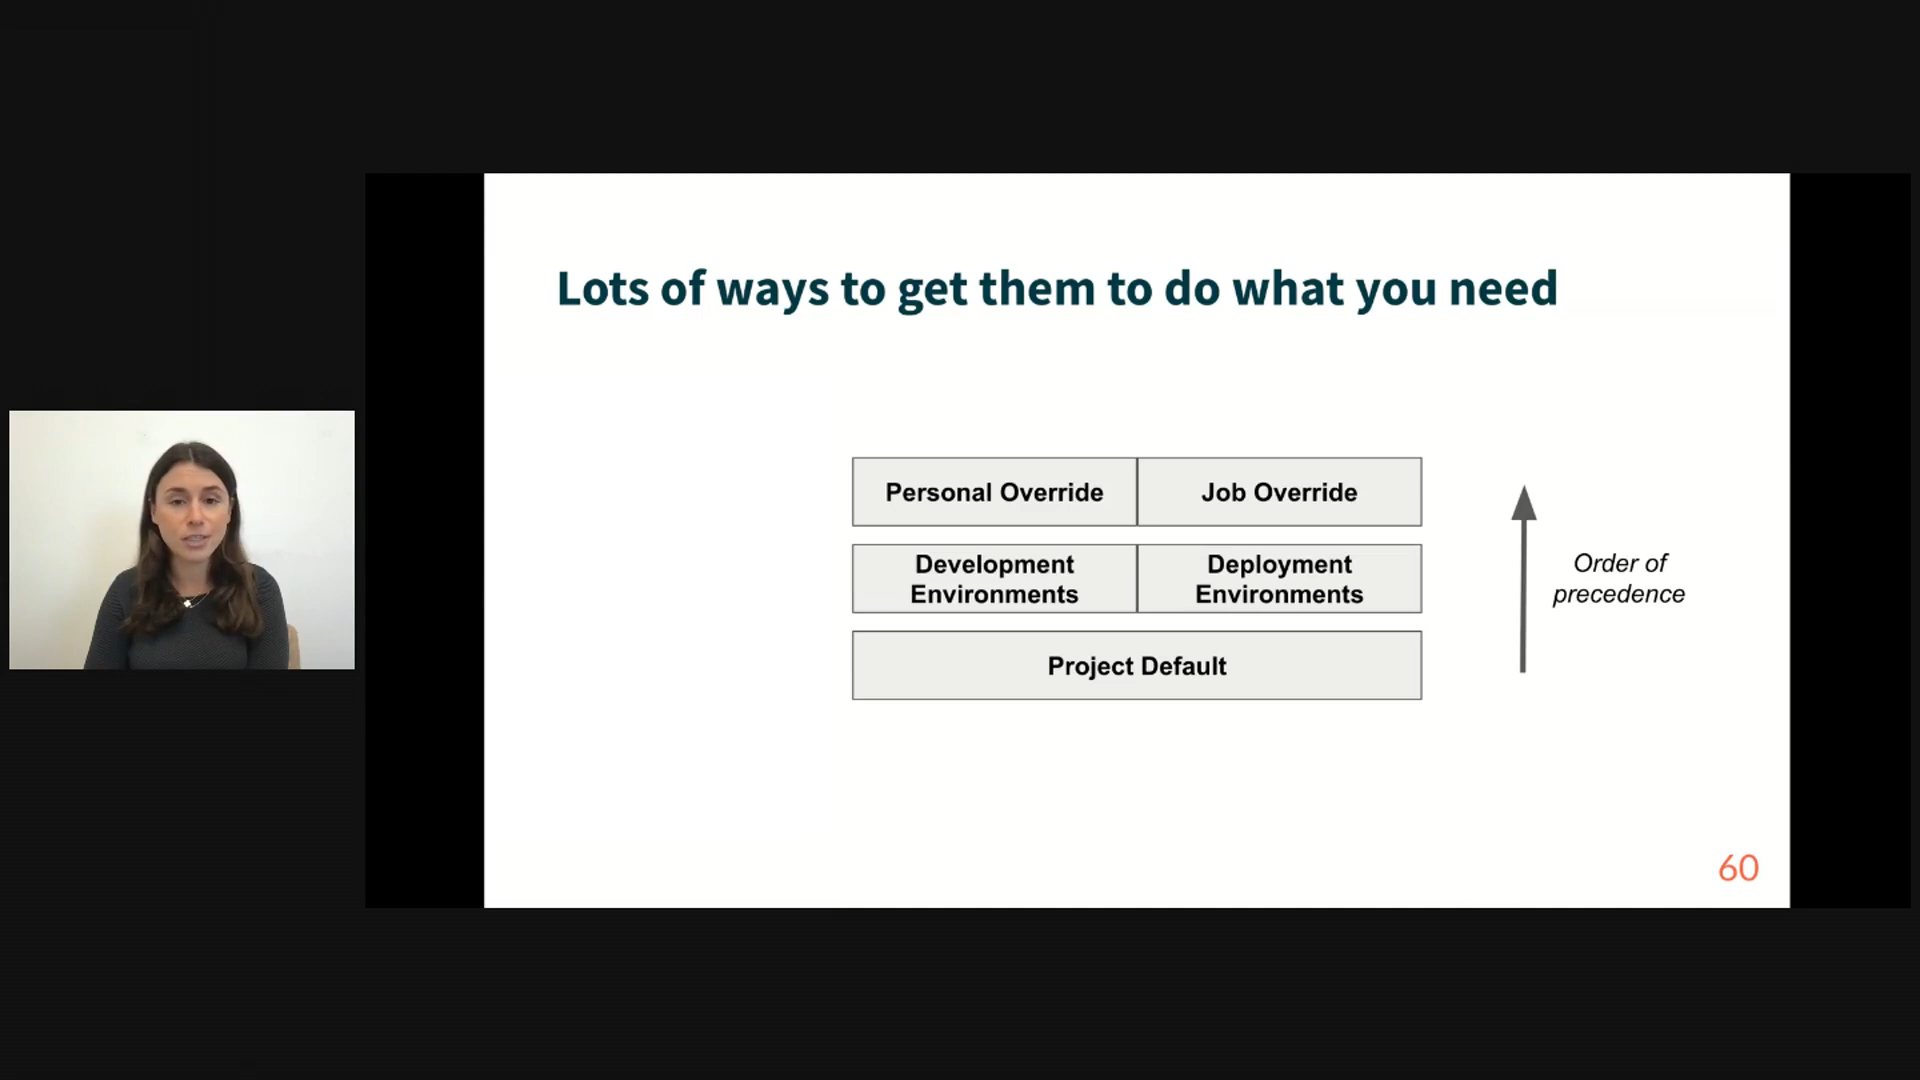 Lots of ways to get them to do what you need
Personal Override
Job Override
Development
Environments
Deployment
Environments
Project Default
Order of
precedence
60